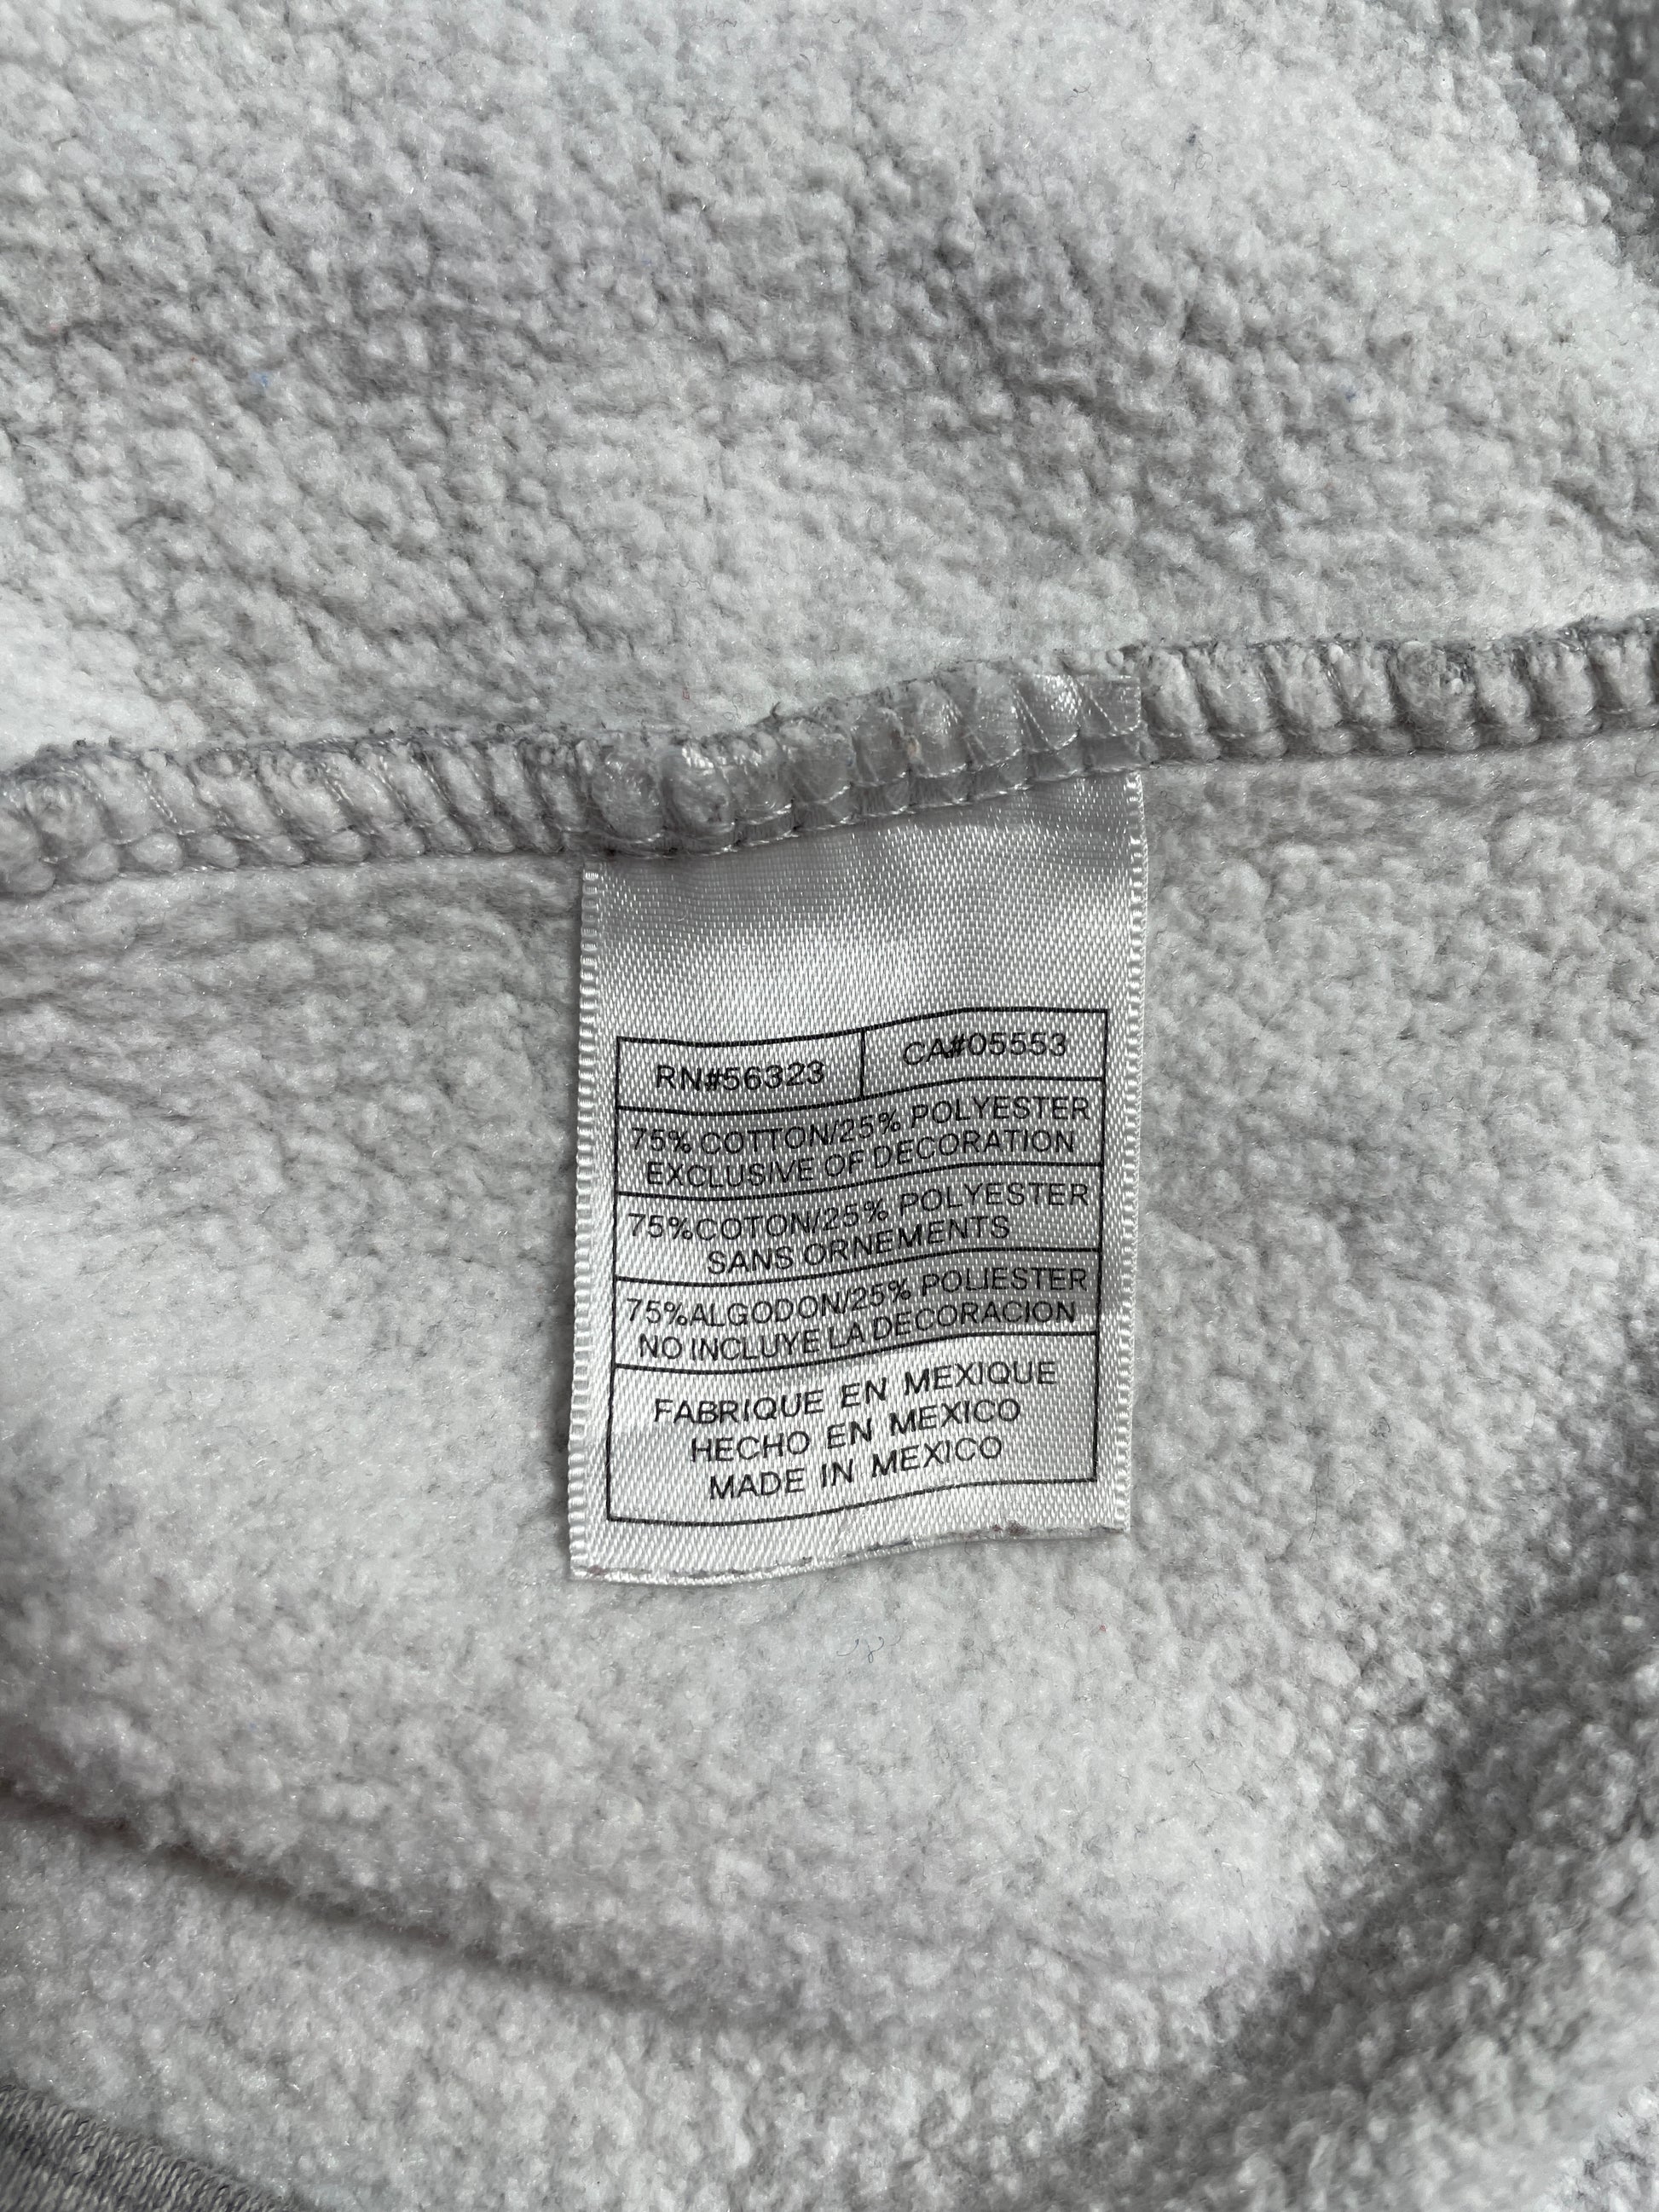 RN#56323 CA#05553
75% COTTON/25% POLYESTER
EXCLUSIVE OF DECORATION
75%COTON/25% POLYESTER
SANS ORNEMENTS
75%ALGODON/25% POLIESTER
NO INCLUYE LA DECORACION
FABRIQUE EN MEXIQUE
HECHO EN MEXICO
MADE IN MEXICO